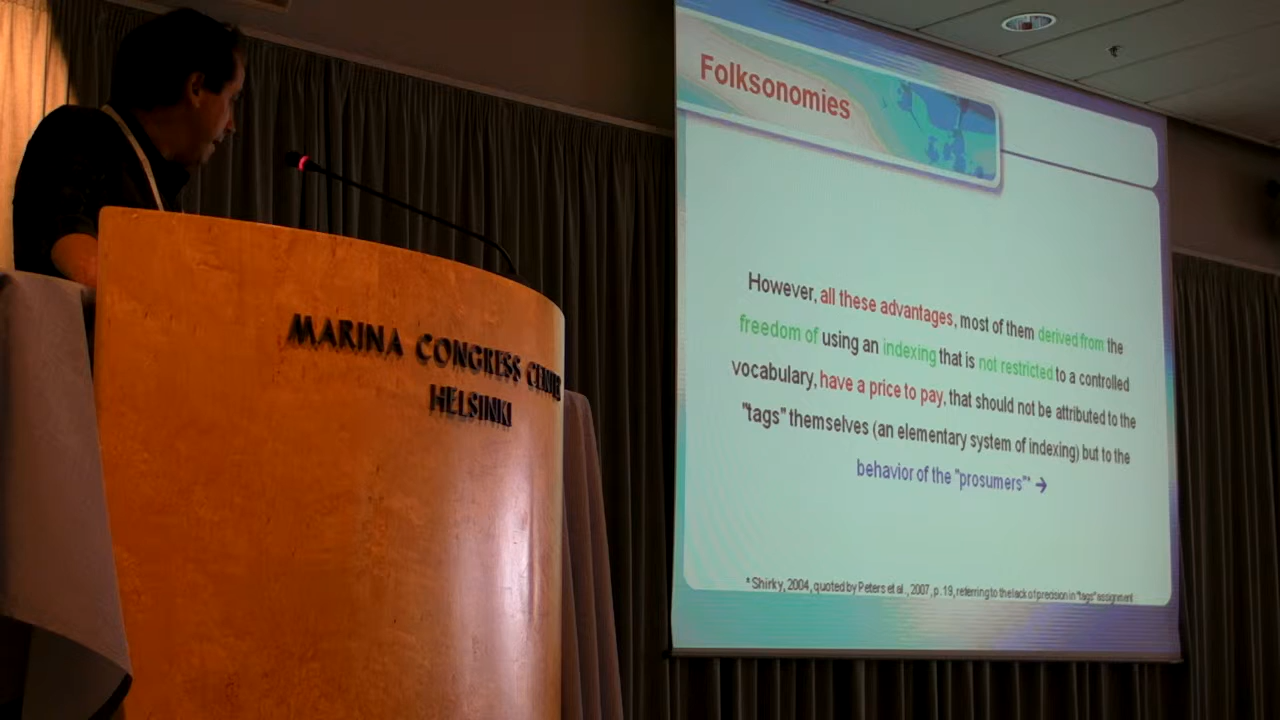 MARINA CONGRESS CENTER
HELSINKI
Folksonomies
However, all these advantages, most of them derived from the
freedom of using an indexing that is not restricted to a controlled
vocabulary, have a price to pay, that should not be attributed to the
"tags" themselves (an elementary system of indexing) but to the
behavior of the "prosumers"* →
* Shirky, 2004, quoted by Peters et al., 2007, p. 19, referring to the lack of precision in "tags" assignment